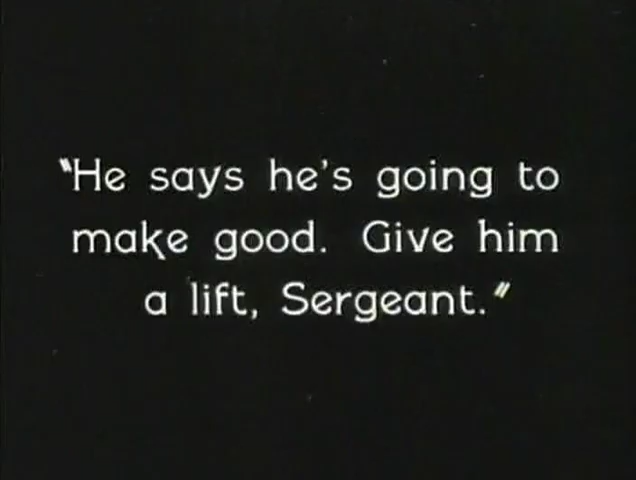 "He says he's going to
make good. Give him
a lift, Sergeant."